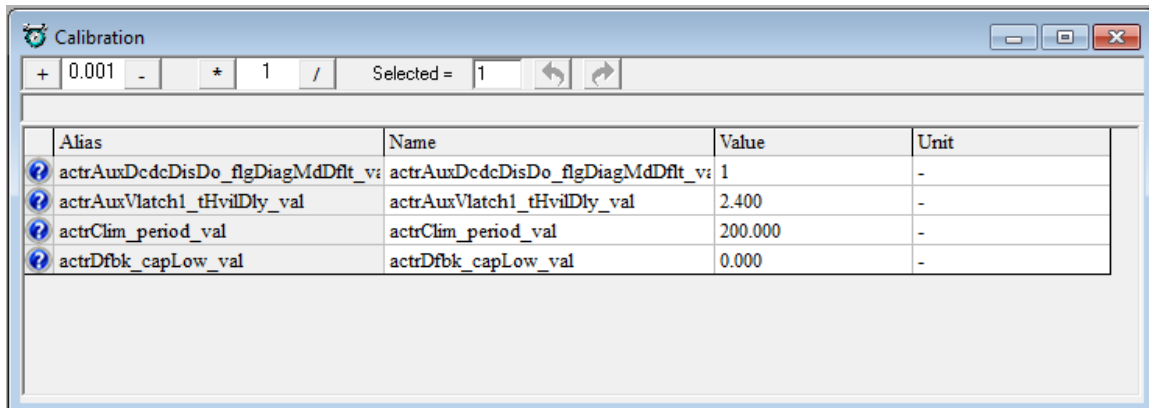 Calibration
+ 0.001 - * 1 / Selected = 1
Alias Name Value Unit
actrAuxDcdcDisDo_flgDiagMdDflt_va actrAuxDcdcDisDo_flgDiagMdDflt_va 1 -
actrAuxVlatch1_tHvilDly_val actrAuxVlatch1_tHvilDly_val 2.400 -
actrClim_period_val actrClim_period_val 200.000 -
actrDfbk_capLow_val actrDfbk_capLow_val 0.000 -